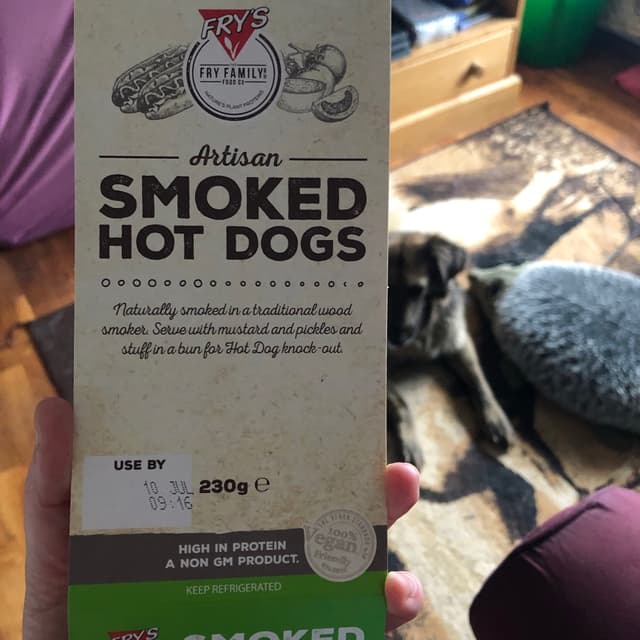 FRY'S
FRY FAMILY
FOOD Co
NATURE'S PLANT PROTEINS
Artisan
SMOKED
HOT DOGS
Naturally smoked in a traditional wood
smoker. Serve with mustard and pickles and
stuff in a bun for Hot Dog knock-out.
USE BY
10 JUL
09:16
230g e
HIGH IN PROTEIN
A NON GM PRODUCT.
100%
Vegan
Friendly
KEEP REFRIGERATED
FRY'S
SMOKED